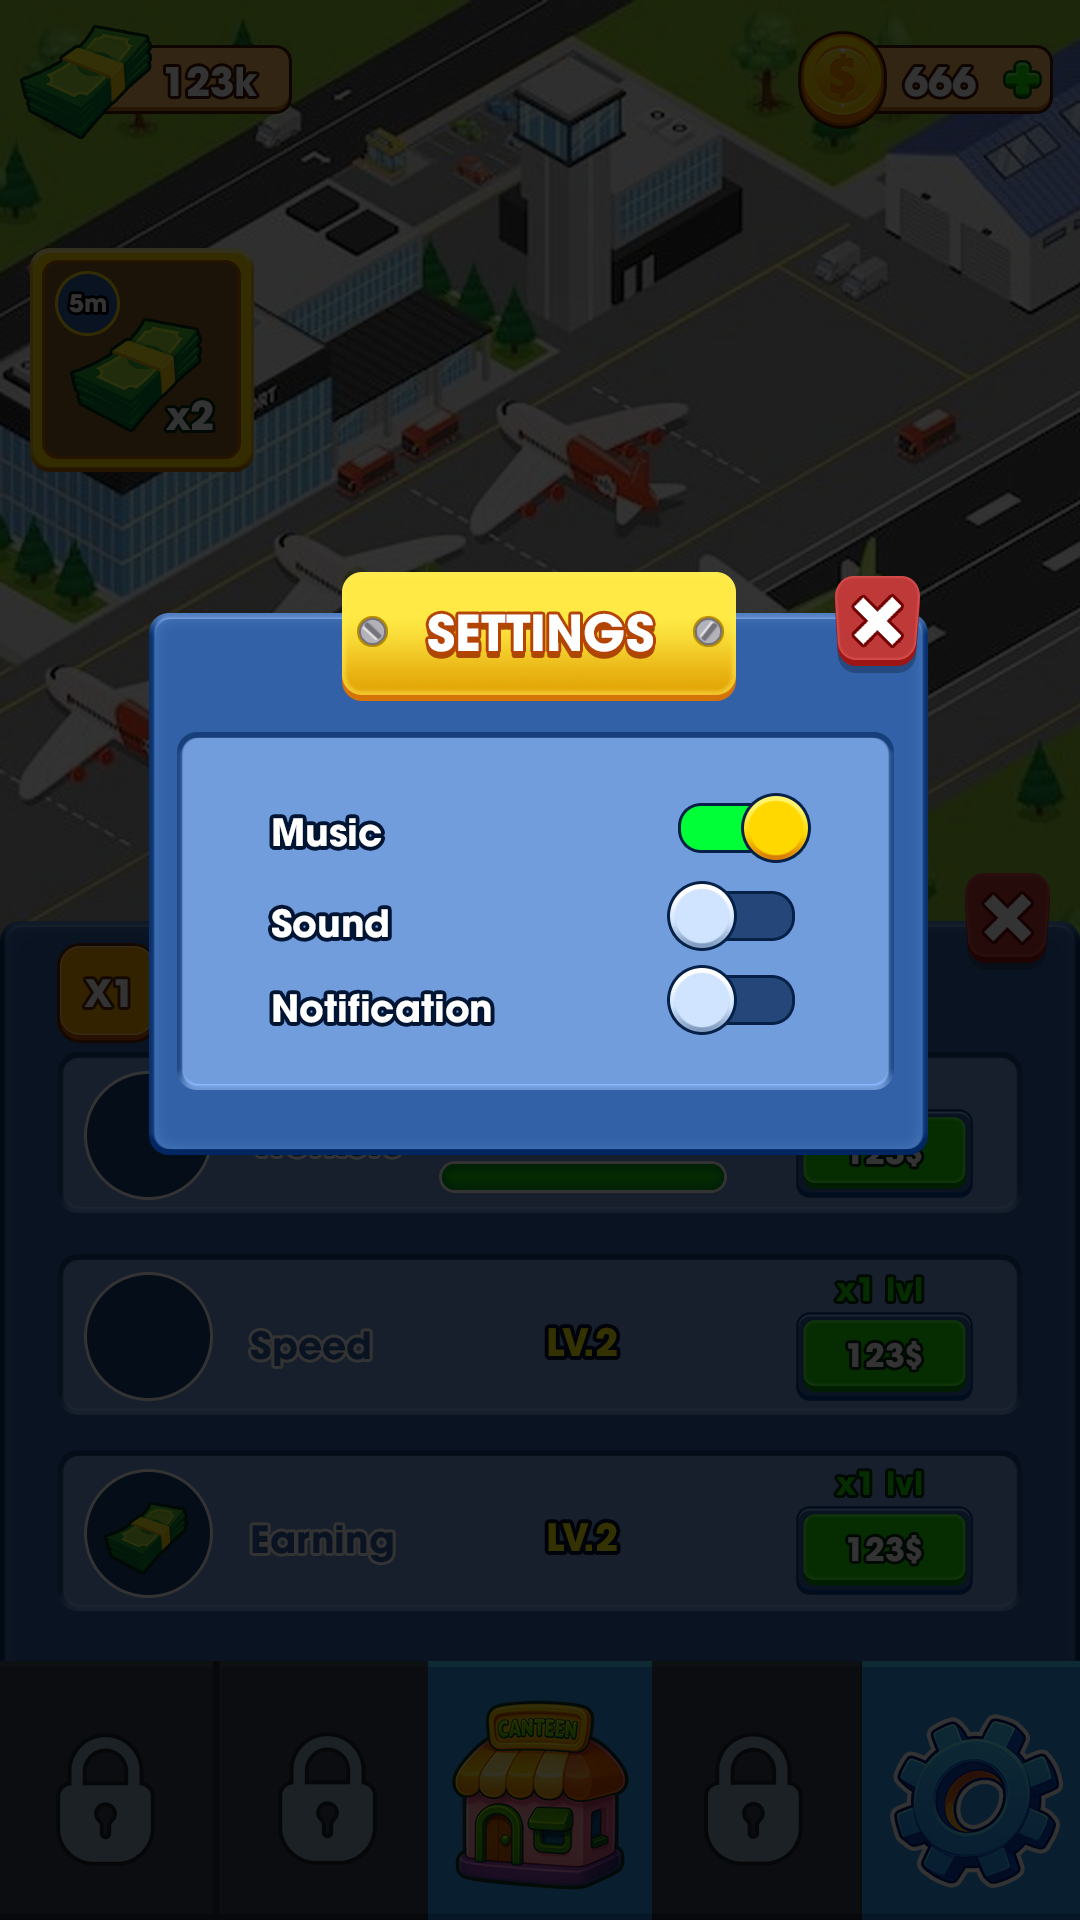 123k
666
5m
x2
SETTINGS
Music
Sound
Notification
X1
123$
x1 lvl
Speed
LV.2
123$
x1 lvl
Earning
LV.2
123$
CANTEEN